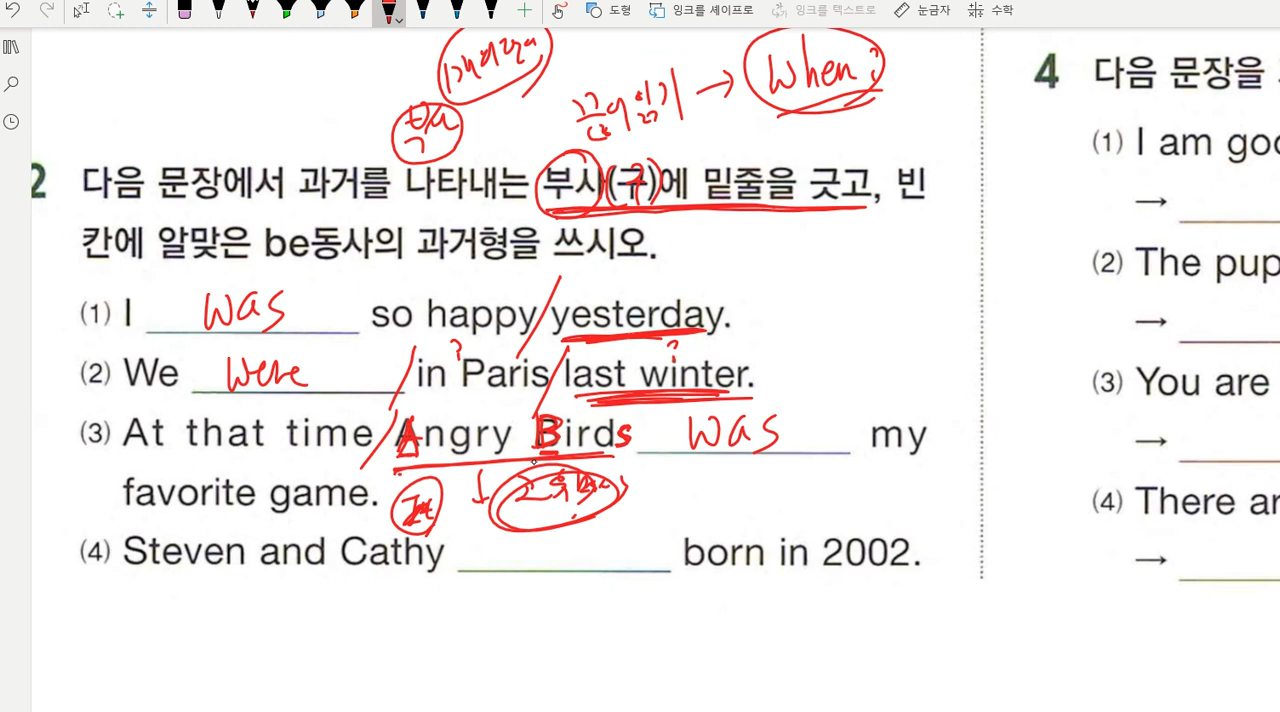 도형 잉크를 셰이프로 잉크를 텍스트로 눈금자 수학
끊어 읽기 → When?
부사
2 다음 문장에서 과거를 나타내는 부사(구)에 밑줄을 긋고, 빈
칸에 알맞은 be동사의 과거형을 쓰시오.
(1) I was so happy / yesterday.
(2) We were / in Paris / last winter.
(3) At that time / Angry Birds was my
favorite game.
(4) Steven and Cathy born in 2002.
4 다음 문장을
(1) I am goo
→
(2) The pup
→
(3) You are
→
(4) There ar
→